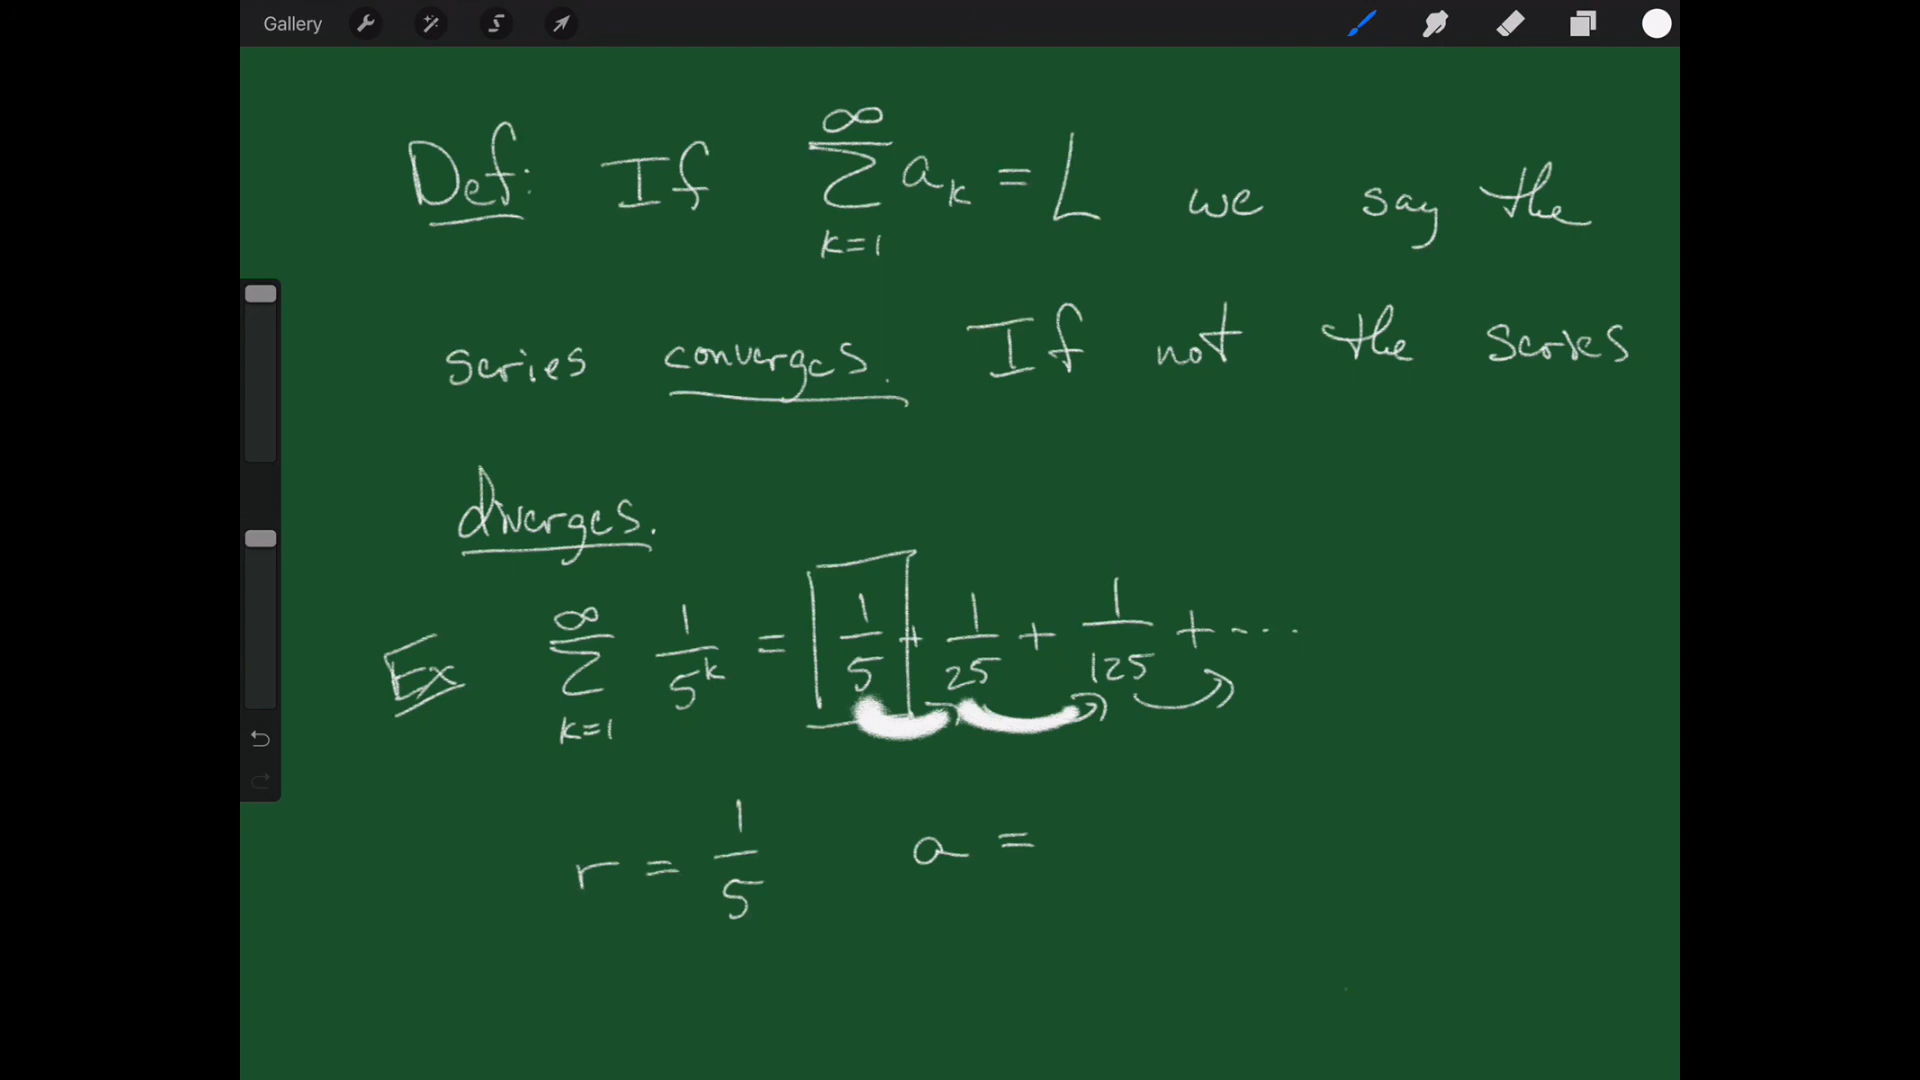 Gallery
Def: If ∞ ∑ k=1 a_k = L we say the
series converges. If not the series
diverges.
Ex ∞ ∑ k=1 1/5^k = 1/5 + 1/25 + 1/125 + ...
r = 1/5 a =